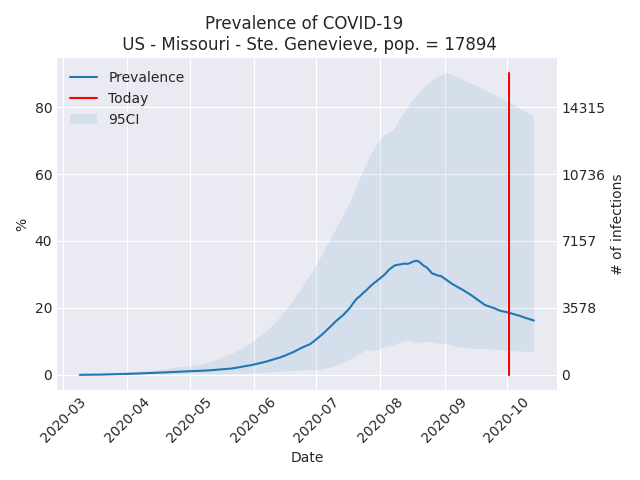 Prevalence of COVID-19
US - Missouri - Ste. Genevieve, pop. = 17894
Prevalence
Today
95CI
80
60
40
20
0
%
14315
10736
7157
3578
0
# of infections
2020-03
2020-04
2020-05
2020-06
2020-07
2020-08
2020-09
2020-10
Date